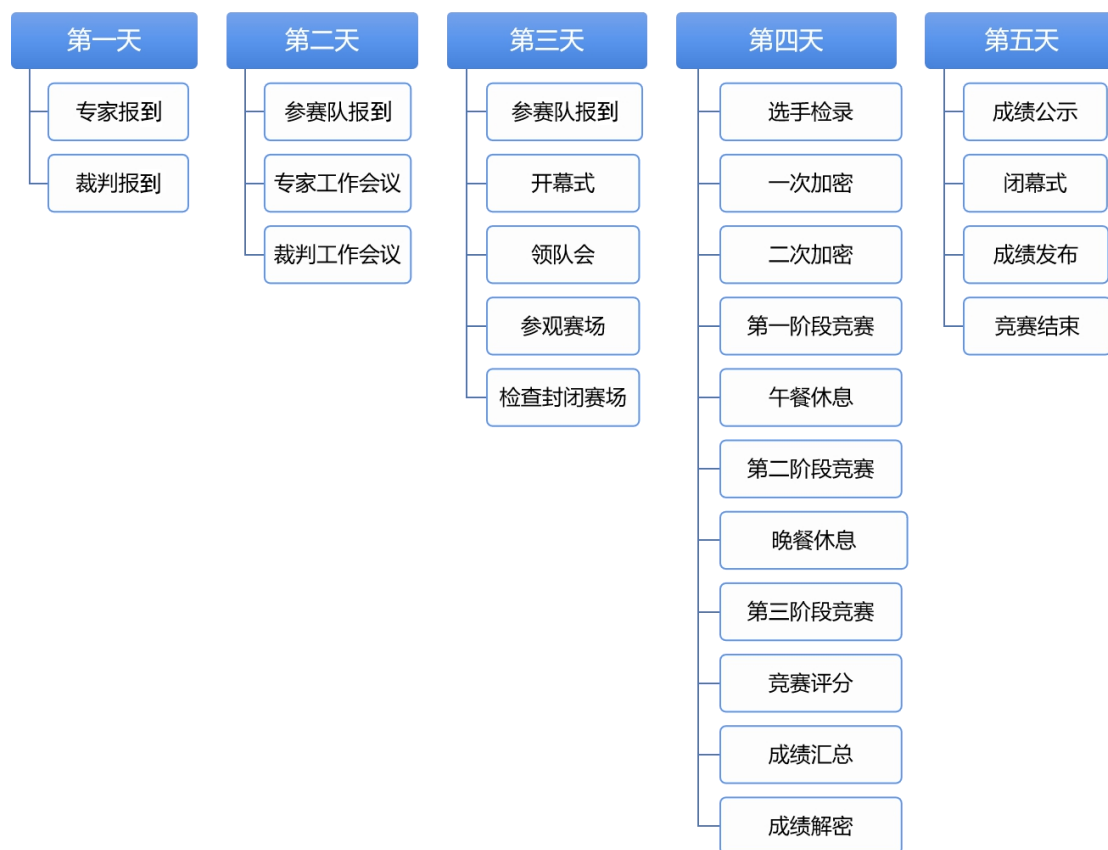 第一天
专家报到
裁判报到
第二天
参赛队报到
专家工作会议
裁判工作会议
第三天
参赛队报到
开幕式
领队会
参观赛场
检查封闭赛场
第四天
选手检录
一次加密
二次加密
第一阶段竞赛
午餐休息
第二阶段竞赛
晚餐休息
第三阶段竞赛
竞赛评分
成绩汇总
成绩解密
第五天
成绩公示
闭幕式
成绩发布
竞赛结束